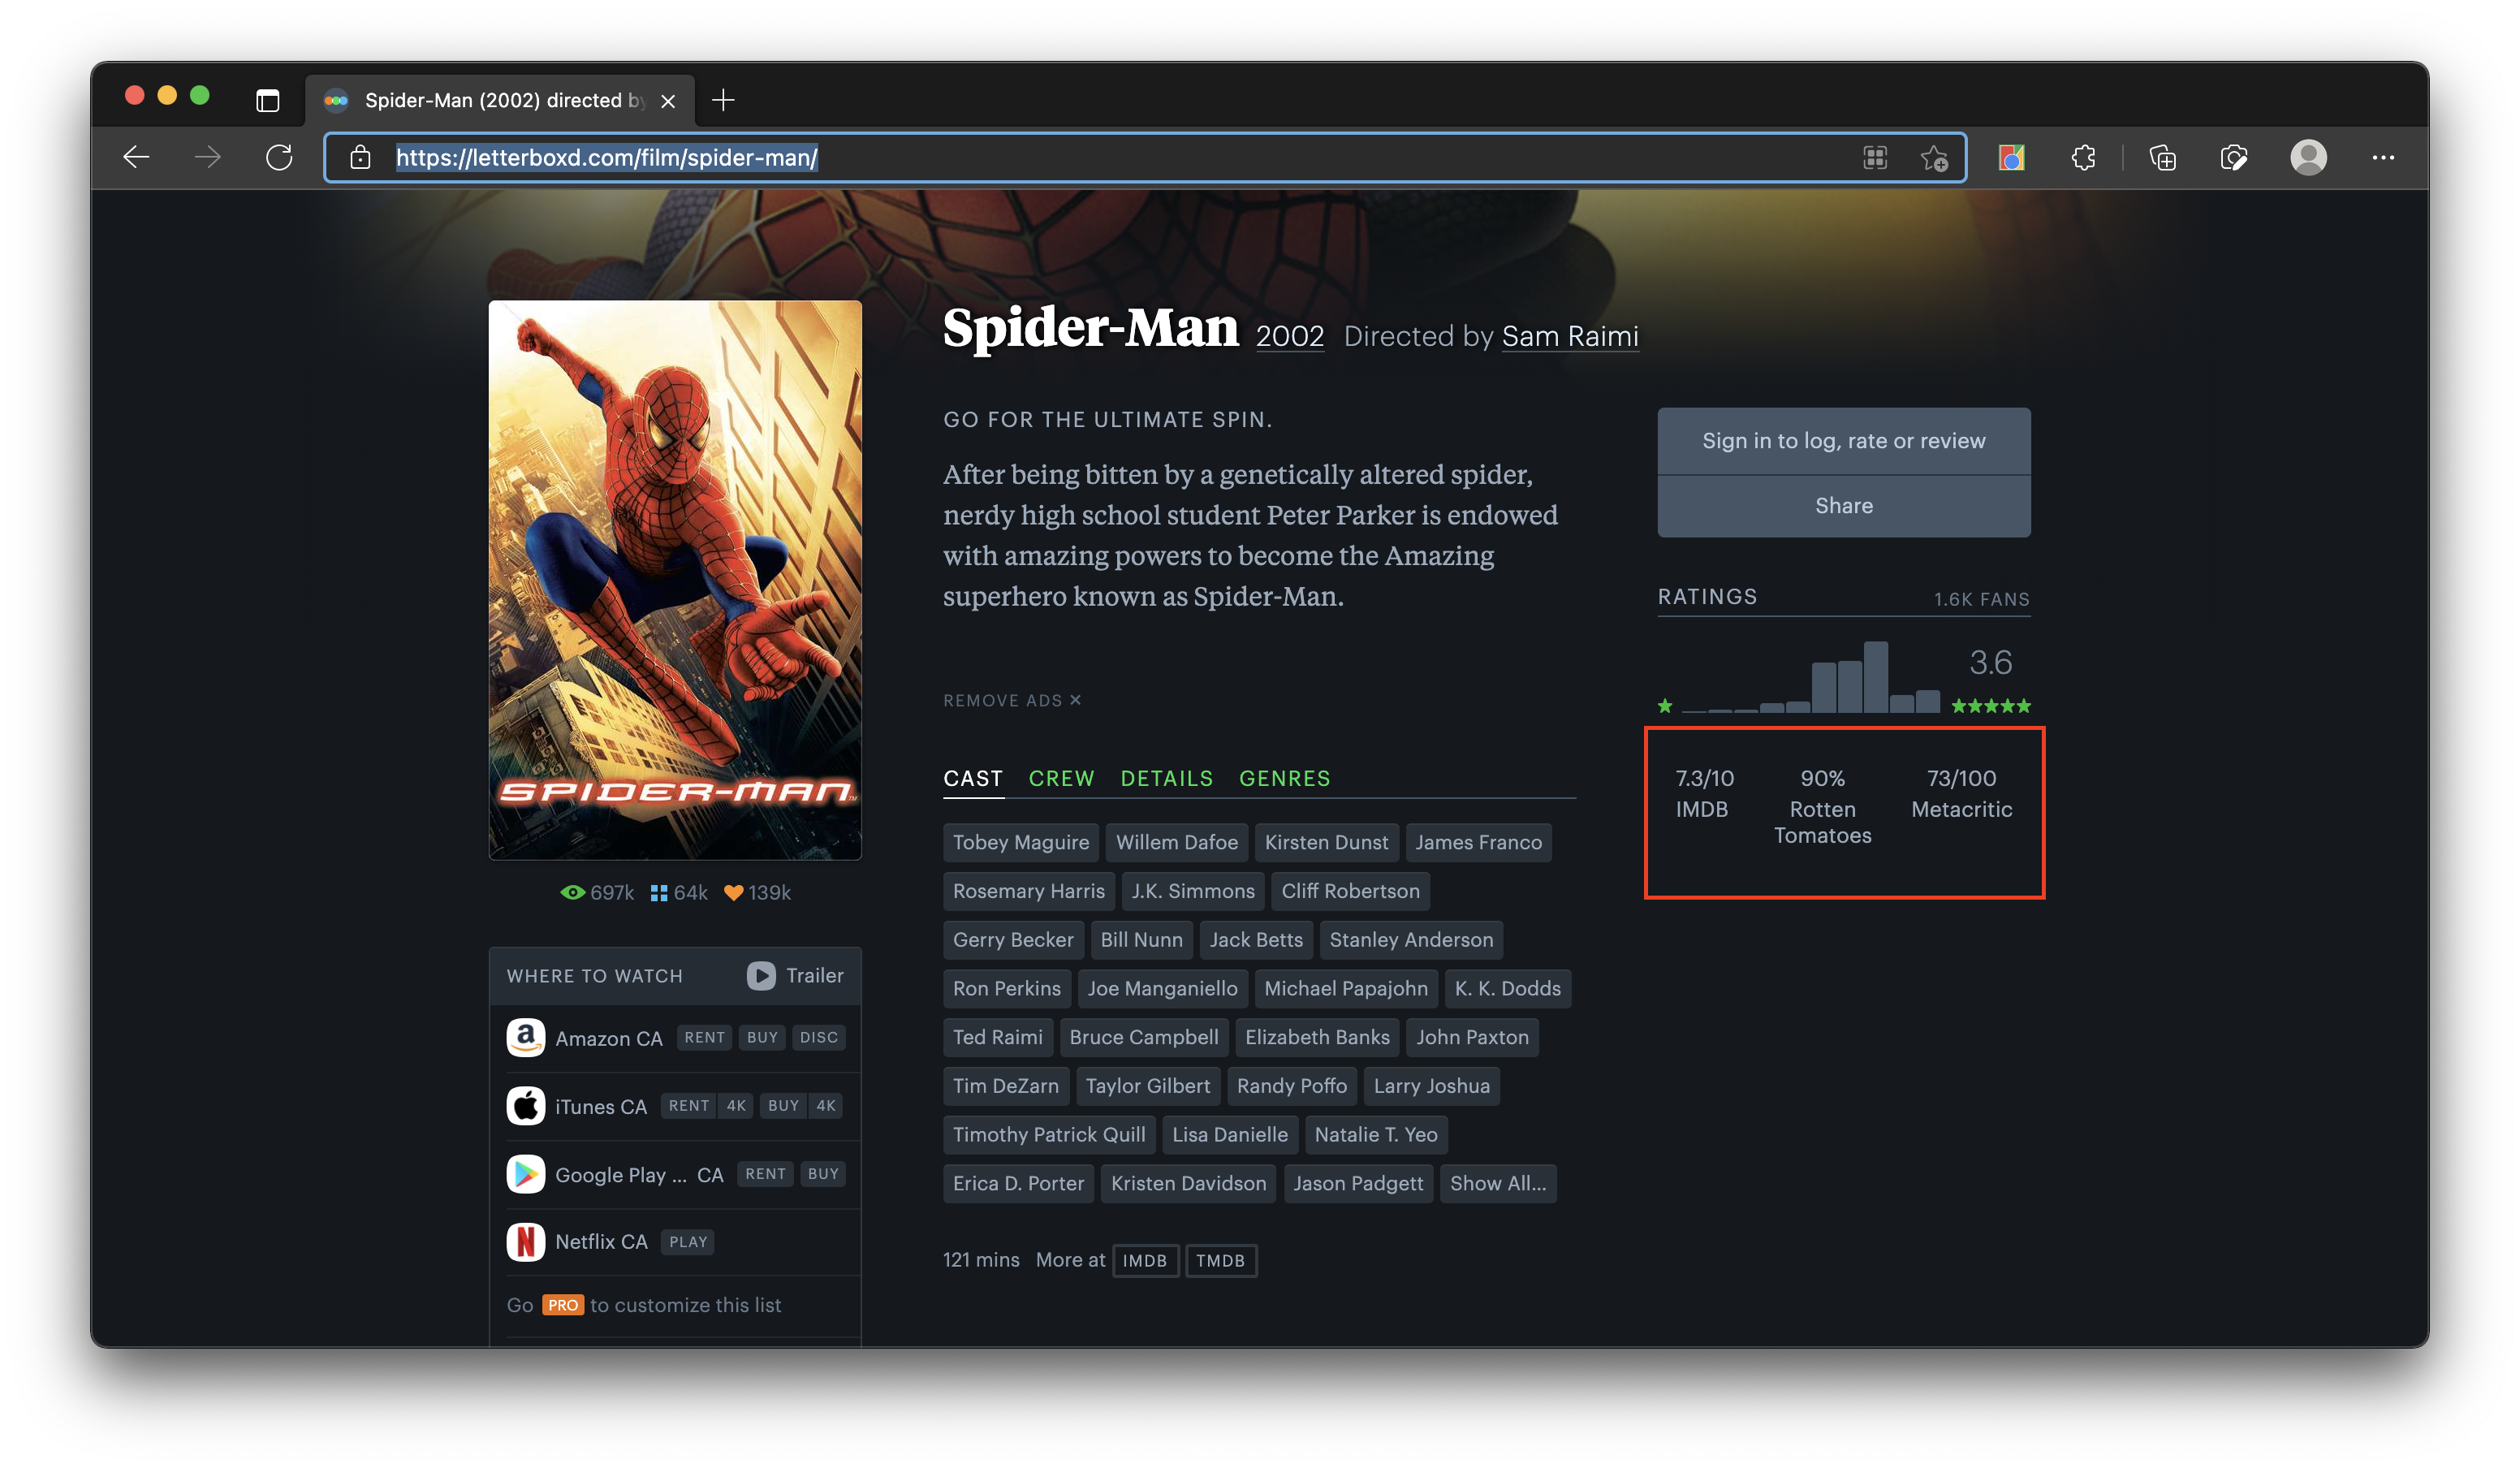 Spider-Man (2002) directed by
https://letterboxd.com/film/spider-man/
Spider-Man 2002 Directed by Sam Raimi
GO FOR THE ULTIMATE SPIN.
After being bitten by a genetically altered spider,
nerdy high school student Peter Parker is endowed
with amazing powers to become the Amazing
superhero known as Spider-Man.
REMOVE ADS
SPIDER-MAN
697k 64k 139k
WHERE TO WATCH Trailer
Amazon CA RENT BUY DISC
iTunes CA RENT 4K BUY 4K
Google Play ... CA RENT BUY
Netflix CA PLAY
Go PRO to customize this list
CAST CREW DETAILS GENRES
Tobey Maguire Willem Dafoe Kirsten Dunst James Franco
Rosemary Harris J.K. Simmons Cliff Robertson
Gerry Becker Bill Nunn Jack Betts Stanley Anderson
Ron Perkins Joe Manganiello Michael Papajohn K. K. Dodds
Ted Raimi Bruce Campbell Elizabeth Banks John Paxton
Tim DeZarn Taylor Gilbert Randy Poffo Larry Joshua
Timothy Patrick Quill Lisa Danielle Natalie T. Yeo
Erica D. Porter Kristen Davidson Jason Padgett Show All...
121 mins More at IMDB TMDB
Sign in to log, rate or review
Share
RATINGS 1.6K FANS
3.6
7.3/10 90% 73/100
IMDB Rotten Metacritic
Tomatoes